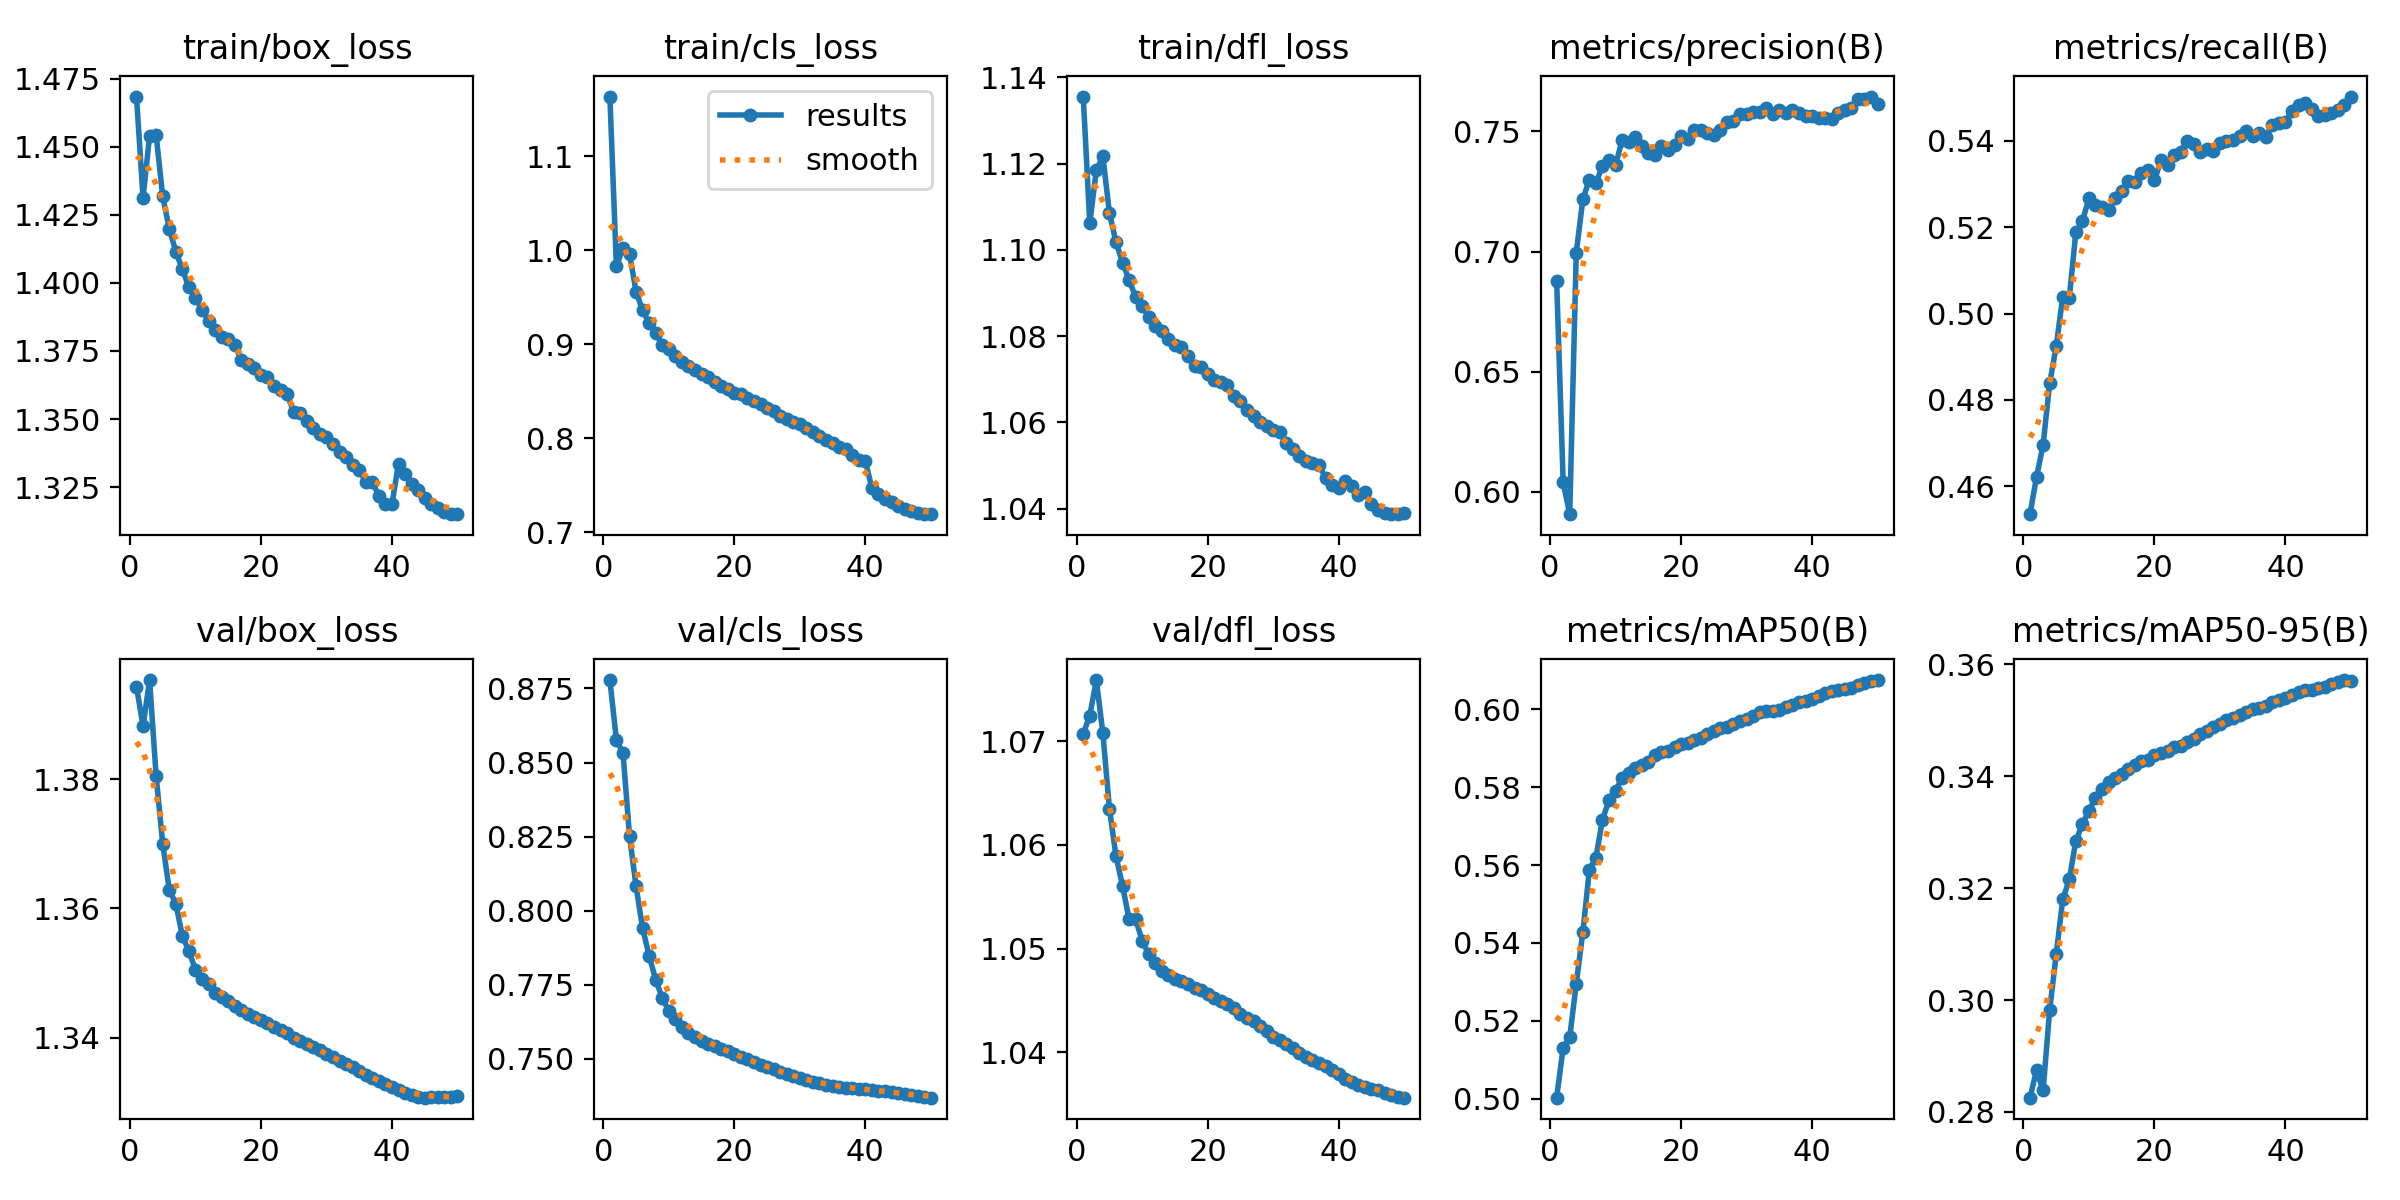 train/box_loss
train/cls_loss
train/dfl_loss
metrics/precision(B)
metrics/recall(B)
1.475
1.450
1.425
1.400
1.375
1.350
1.325
0 20 40
results
smooth
1.1
1.0
0.9
0.8
0.7
0 20 40
1.14
1.12
1.10
1.08
1.06
1.04
0 20 40
0.75
0.70
0.65
0.60
0 20 40
0.54
0.52
0.50
0.48
0.46
0 20 40
val/box_loss
val/cls_loss
val/dfl_loss
metrics/mAP50(B)
metrics/mAP50-95(B)
1.38
1.36
1.34
0 20 40
0.875
0.850
0.825
0.800
0.775
0.750
0 20 40
1.07
1.06
1.05
1.04
0 20 40
0.60
0.58
0.56
0.54
0.52
0.50
0 20 40
0.36
0.34
0.32
0.30
0.28
0 20 40